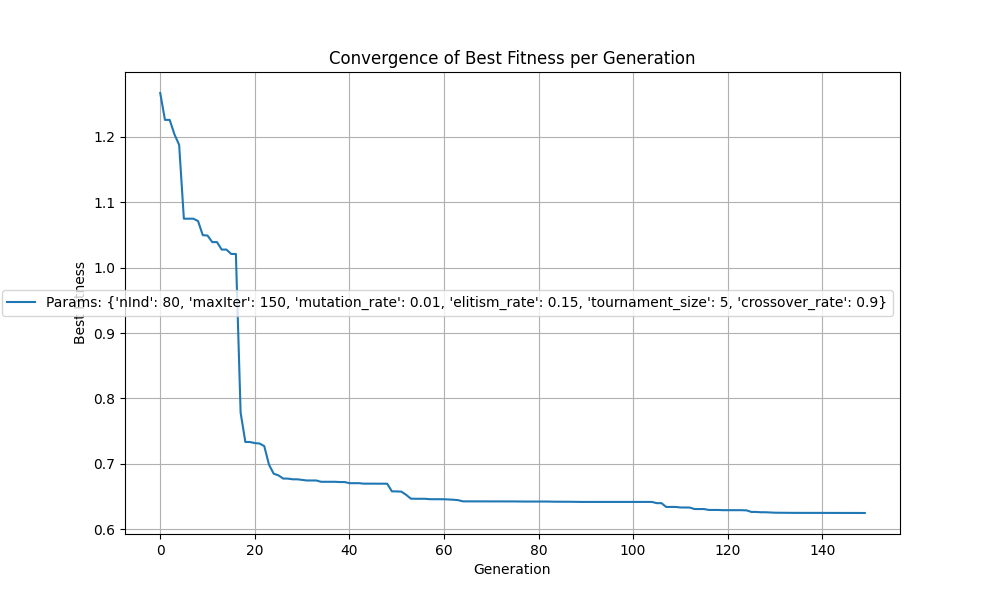 Convergence of Best Fitness per Generation
1.2
1.1
1.0
Params: {'nInd': 80, 'maxIter': 150, 'mutation_rate': 0.01, 'elitism_rate': 0.15, 'tournament_size': 5, 'crossover_rate': 0.9}
Best Fitness
0.9
0.8
0.7
0.6
0 20 40 60 80 100 120 140
Generation